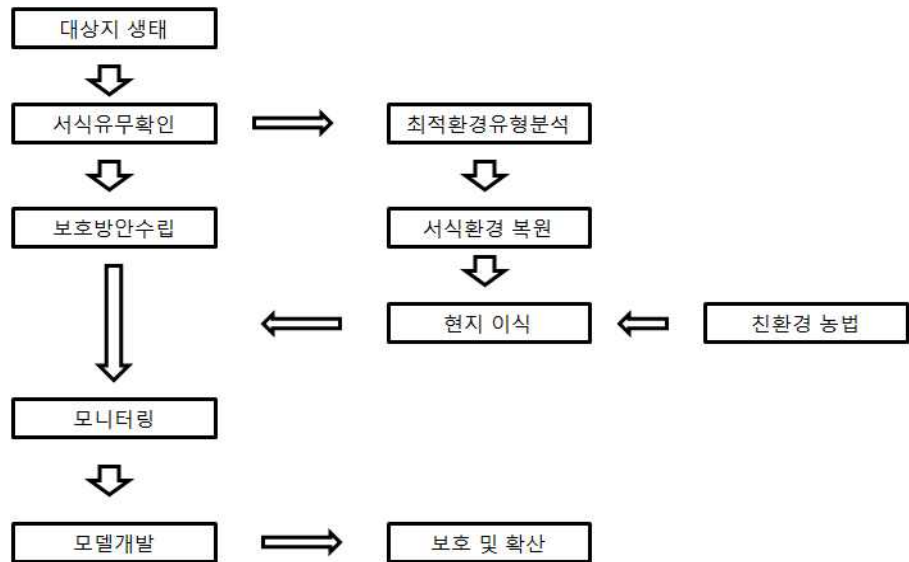 대상지 생태
서식유무확인
최적환경유형분석
보호방안수립
서식환경 복원
현지 이식
친환경 농법
모니터링
모델개발
보호 및 확산